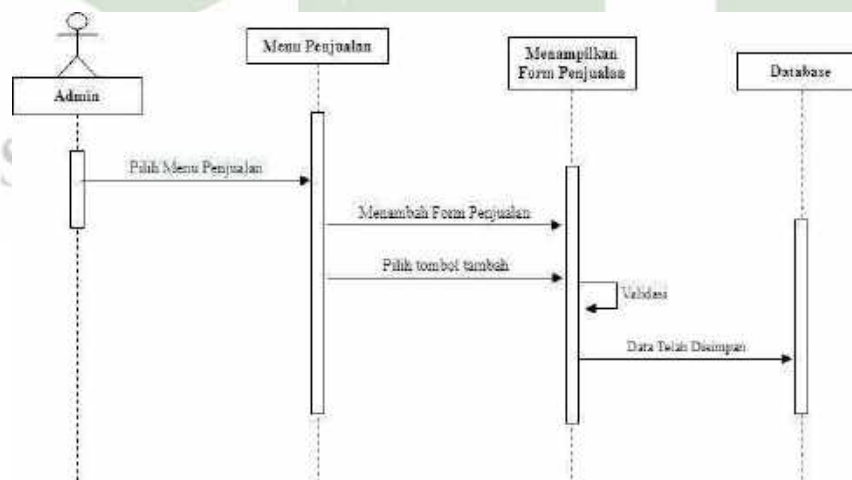 Menu Penjualan
Menampilkan
Form Penjualan
Database
Admin
Pilih Menu Penjualan
Menambah Form Penjualan
Pilih tombol tambah
Validasi
Data Telah Disimpan